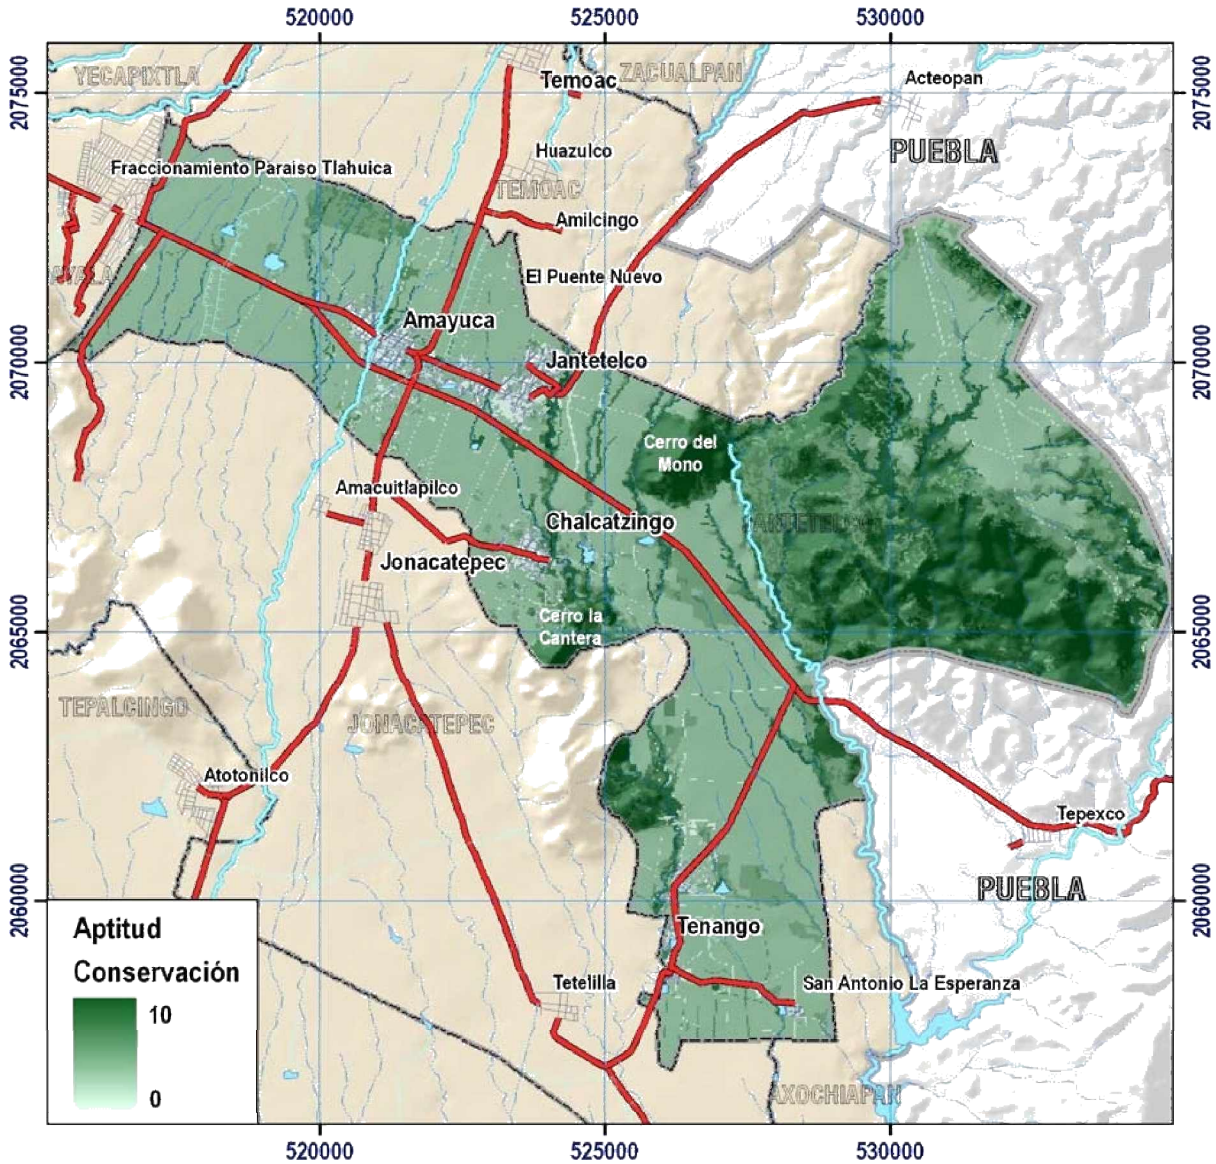 520000
525000
530000
YECAPIXTLA
Temoac
ZACUALPAN
Acteopan
2075000
2075000
Huazulco
PUEBLA
Fraccionamiento Paraiso Tlahuica
TEMOAC
Amilcingo
El Puente Nuevo
Amayuca
2070000
Jantetelco
2070000
Cerro del
Mono
Amacuitlapilco
Chalcatzingo
Jonacatepec
Cerro la
Cantera
2065000
2065000
TEPALCINGO
JONACATEPEC
Atotonilco
Tepexco
PUEBLA
2060000
2060000
Tenango
Tetelilla
San Antonio La Esperanza
AXOCHIAPAN
Aptitud
Conservación
10
0
520000
525000
530000